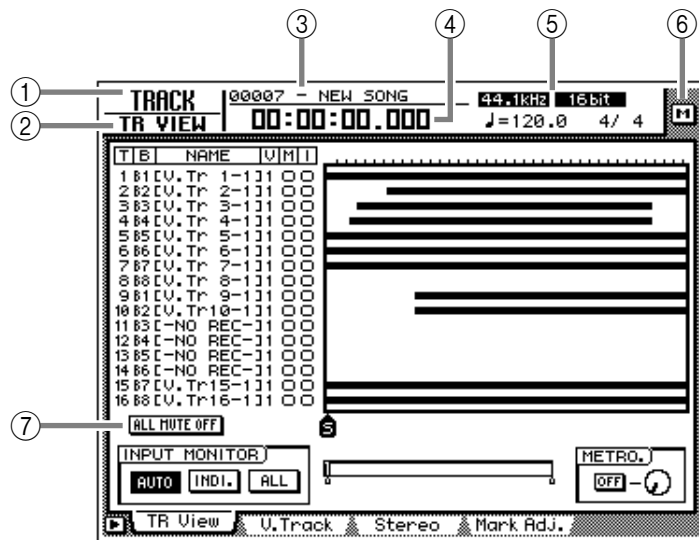 ③ ④ ⑤ ⑥
① TRACK 00007 - NEW SONG 44.1kHz 16bit
② TR VIEW 00:00:00.000 ♩=120.0 4/ 4 M
T B NAME V M I
1 B1[V.Tr 1-1]1 O O
2 B2[V.Tr 2-1]1 O O
3 B3[V.Tr 3-1]1 O O
4 B4[V.Tr 4-1]1 O O
5 B5[V.Tr 5-1]1 O O
6 B6[V.Tr 6-1]1 O O
7 B7[V.Tr 7-1]1 O O
8 B8[V.Tr 8-1]1 O O
9 B1[V.Tr 9-1]1 O O
10 B2[V.Tr10-1]1 O O
11 B3[-NO REC-]1 O O
12 B4[-NO REC-]1 O O
13 B5[-NO REC-]1 O O
14 B6[-NO REC-]1 O O
15 B7[V.Tr15-1]1 O O
16 B8[V.Tr16-1]1 O O
⑦ ALL MUTE OFF S
INPUT MONITOR METRO.
AUTO INDI. ALL OFF
TR View V.Track Stereo Mark Adj.